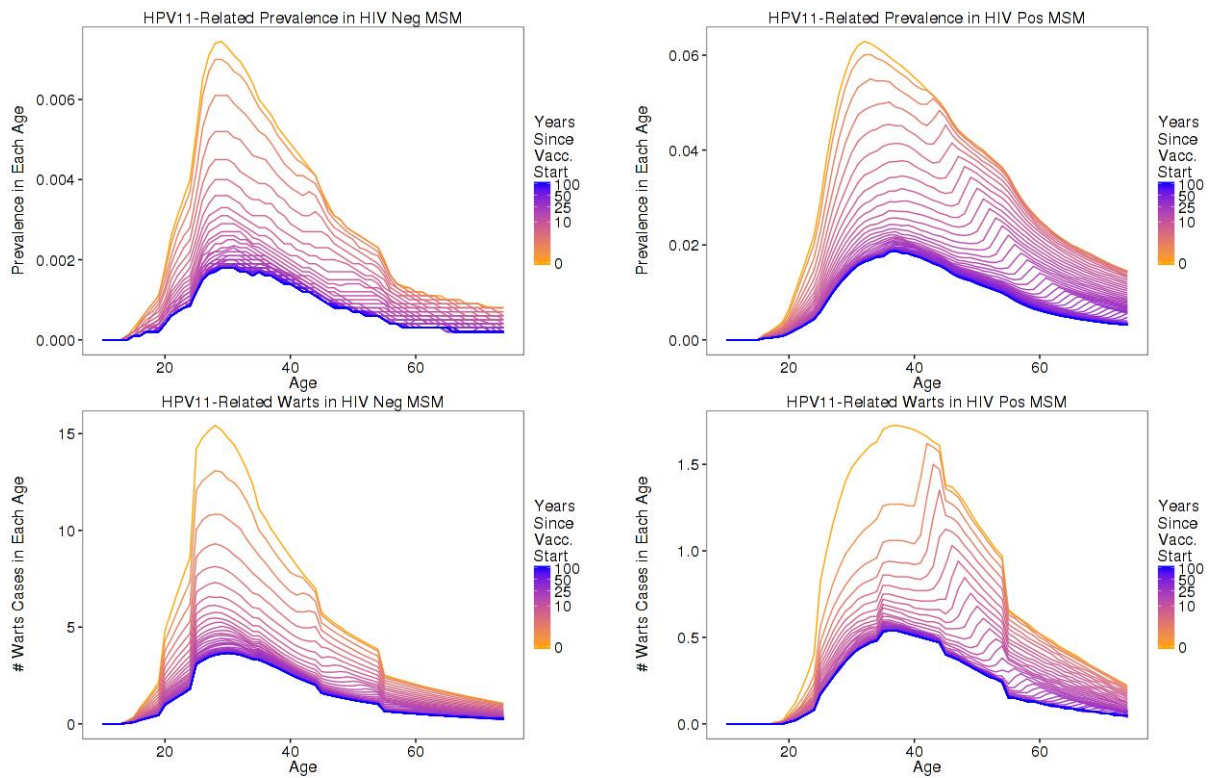 HPV11-Related Prevalence in HIV Neg MSM
Prevalence in Each Age
0.006
0.004
0.002
0.000
20
40
60
Age
Years
Since
Vacc.
Start
100
50
25
10
0
HPV11-Related Prevalence in HIV Pos MSM
Prevalence in Each Age
0.06
0.04
0.02
0.00
20
40
60
Age
Years
Since
Vacc.
Start
100
50
25
10
0
HPV11-Related Warts in HIV Neg MSM
# Warts Cases in Each Age
15
10
5
0
20
40
60
Age
Years
Since
Vacc.
Start
100
50
25
10
0
HPV11-Related Warts in HIV Pos MSM
# Warts Cases in Each Age
1.5
1.0
0.5
0.0
20
40
60
Age
Years
Since
Vacc.
Start
100
50
25
10
0